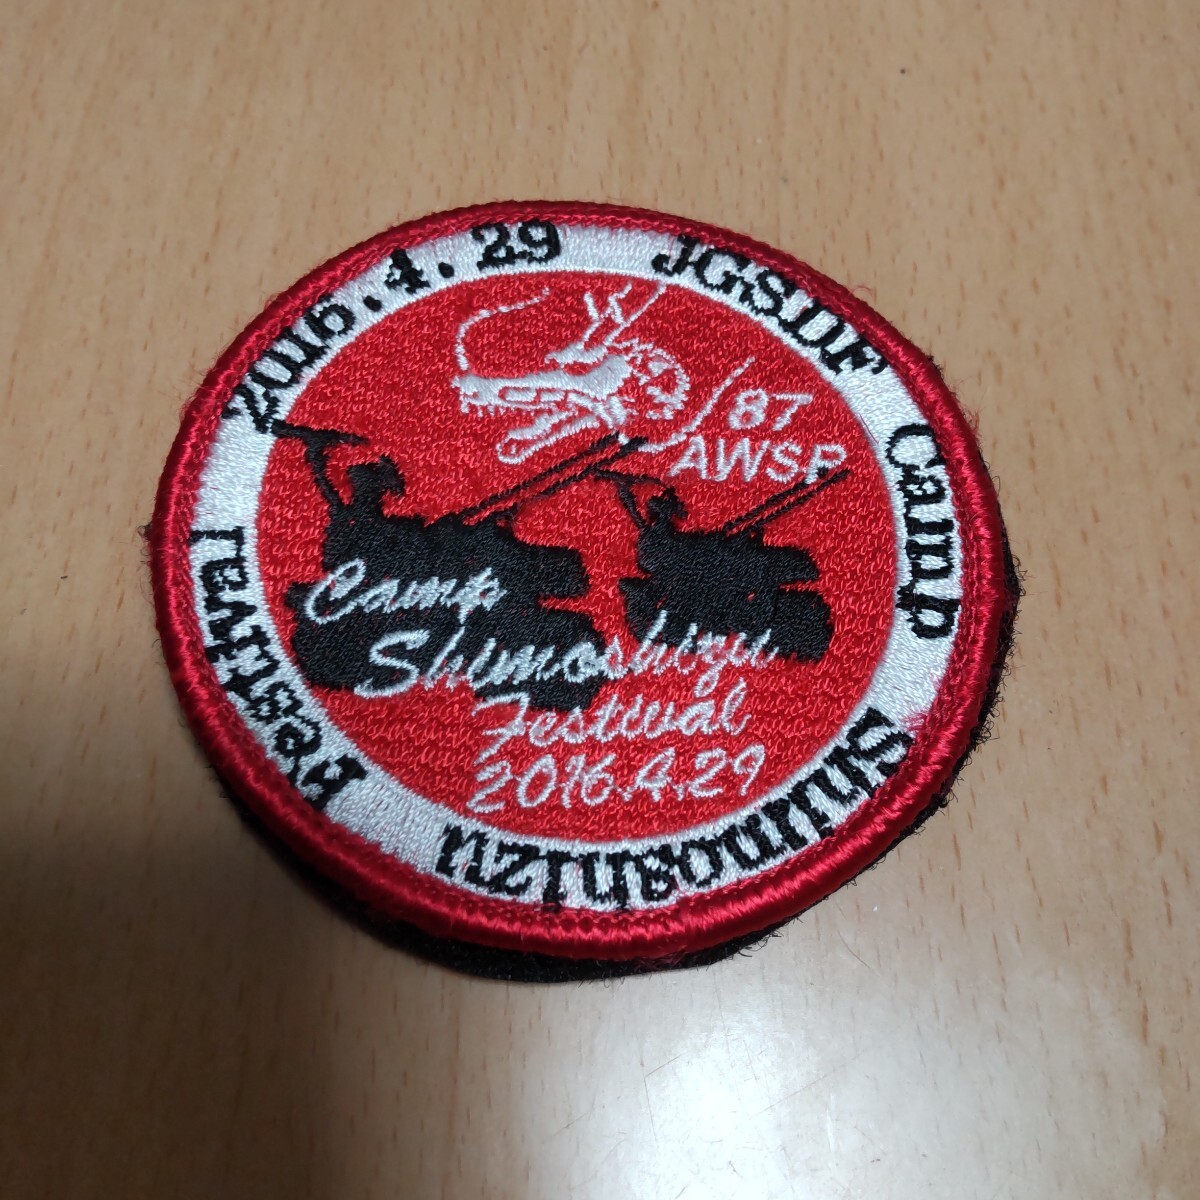 2016.4.29 JGSDF Camp Shimoshizu Festival
87
AWSP
Camp
Shimoshizu
Festival
2016.4.29